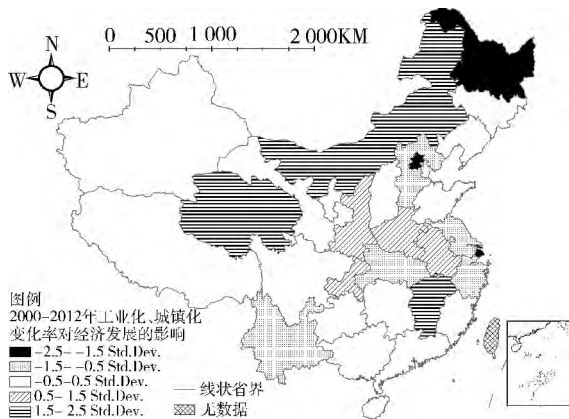 0 500 1 000 2 000KM
N
W E
S
图例
2000-2012年工业化、城镇化
变化率对经济发展的影响
-2.5- -1.5 Std.Dev.
-1.5- -0.5 Std.Dev.
-0.5-0.5 Std.Dev.
0.5- 1.5 Std.Dev.
1.5- 2.5 Std.Dev.
线状省界
无数据